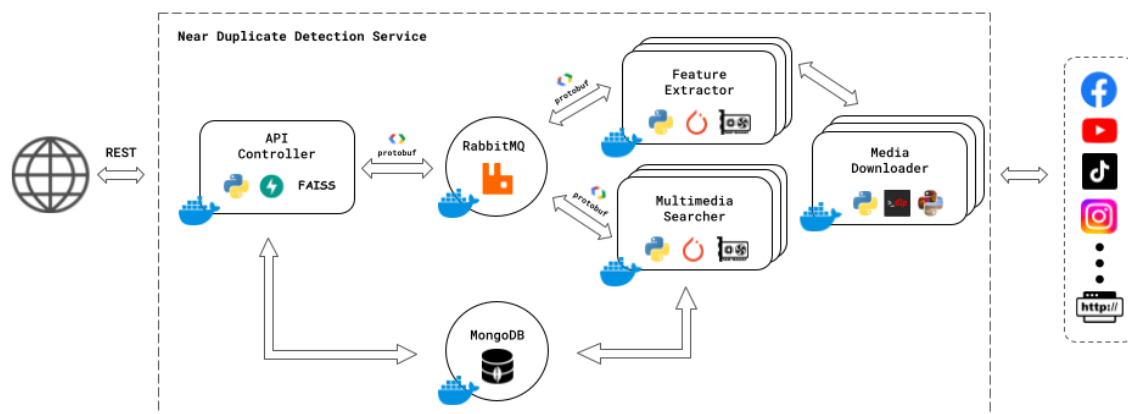 Near Duplicate Detection Service
REST
API
Controller
FAISS
protobuf
RabbitMQ
protobuf
protobuf
Feature
Extractor
Multimedia
Searcher
Media
Downloader
>_dlp
MongoDB
http://